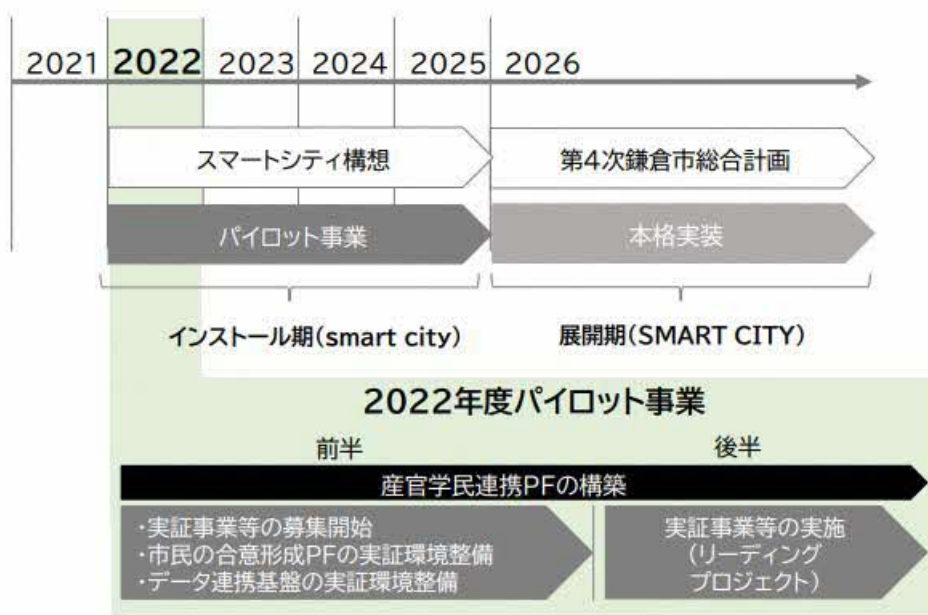 2021 2022 2023 2024 2025 2026
スマートシティ構想 第4次鎌倉市総合計画
パイロット事業 本格実装
インストール期(smart city) 展開期(SMART CITY)
2022年度パイロット事業
前半 後半
産官学民連携PFの構築
・実証事業等の募集開始
・市民の合意形成PFの実証環境整備
・データ連携基盤の実証環境整備
実証事業等の実施
(リーディング
プロジェクト)